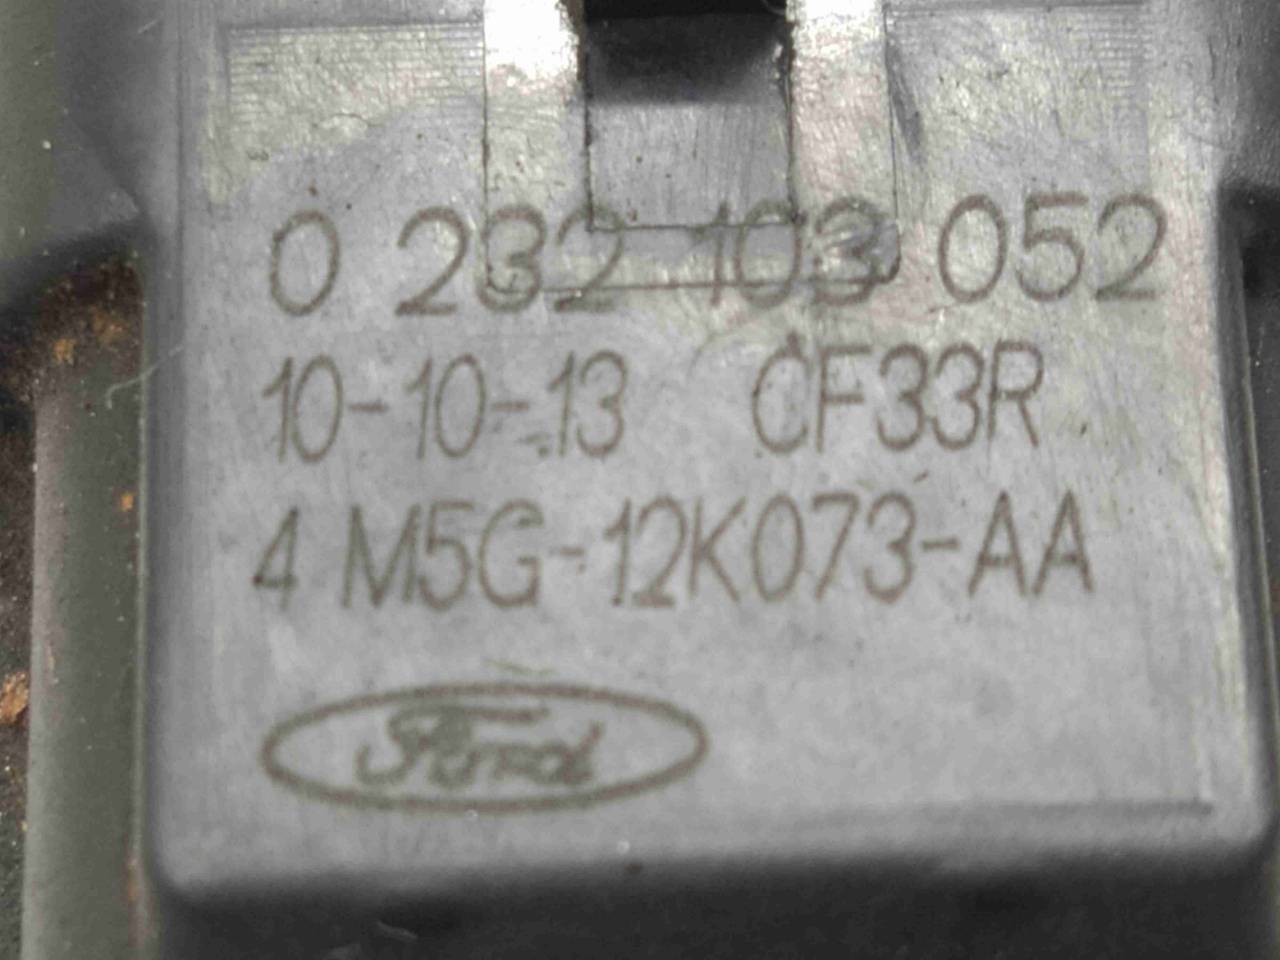 0 232 103 052
10-10-13 CF33R
4 M5G-12K073-AA
Ford